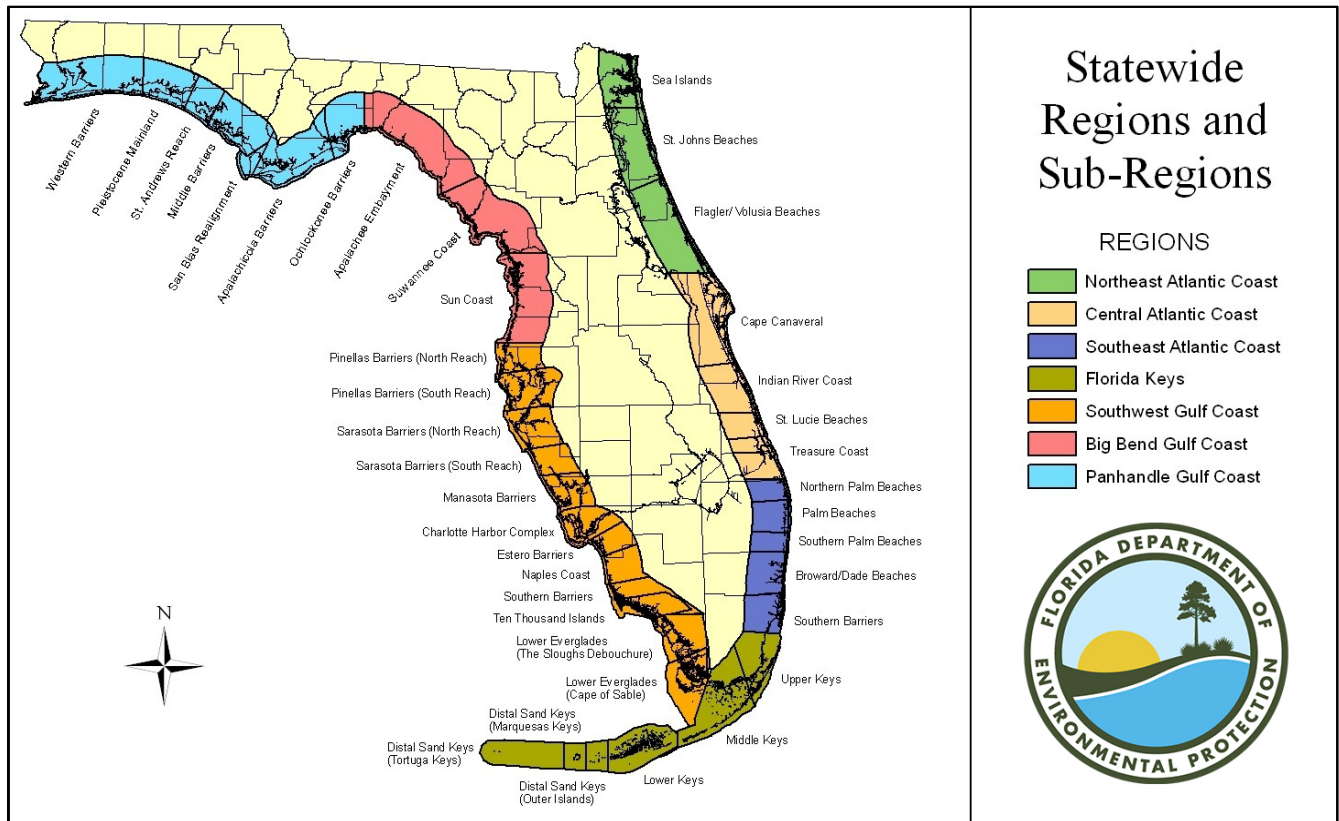 Statewide
Regions and
Sub-Regions
REGIONS
Northeast Atlantic Coast
Central Atlantic Coast
Southeast Atlantic Coast
Florida Keys
Southwest Gulf Coast
Big Bend Gulf Coast
Panhandle Gulf Coast
FLORIDA DEPARTMENT OF
ENVIRONMENTAL PROTECTION
N
Western Barriers
Pleistocene Mainland
St. Andrews Reach
Middle Barriers
San Blas Realignment
Apalachicola Barriers
Ochlockonee Barriers
Apalachee Embayment
Suwannee Coast
Sun Coast
Pinellas Barriers (North Reach)
Pinellas Barriers (South Reach)
Sarasota Barriers (North Reach)
Sarasota Barriers (South Reach)
Manasota Barriers
Charlotte Harbor Complex
Estero Barriers
Naples Coast
Southern Barriers
Ten Thousand Islands
Lower Everglades
(The Sloughs Debouchure)
Lower Everglades
(Cape of Sable)
Distal Sand Keys
(Marquesas Keys)
Distal Sand Keys
(Tortuga Keys)
Distal Sand Keys
(Outer Islands)
Lower Keys
Middle Keys
Upper Keys
Sea Islands
St. Johns Beaches
Flagler/ Volusia Beaches
Cape Canaveral
Indian River Coast
St. Lucie Beaches
Treasure Coast
Northern Palm Beaches
Palm Beaches
Southern Palm Beaches
Broward/Dade Beaches
Southern Barriers